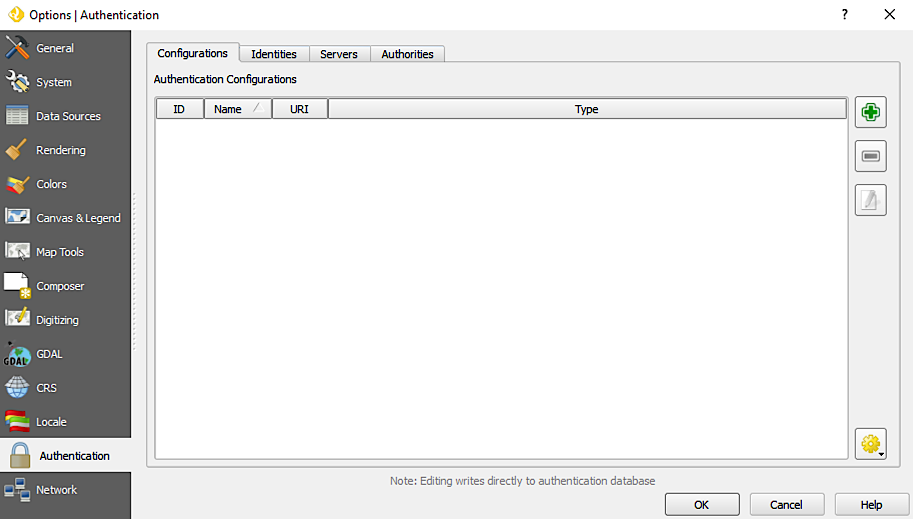 Options | Authentication
?
General
System
Data Sources
Rendering
Colors
Canvas & Legend
Map Tools
Composer
Digitizing
GDAL
GDAL
CRS
Locale
Authentication
Network
Configurations Identities Servers Authorities
Authentication Configurations
ID Name URI Type
Note: Editing writes directly to authentication database
OK Cancel Help